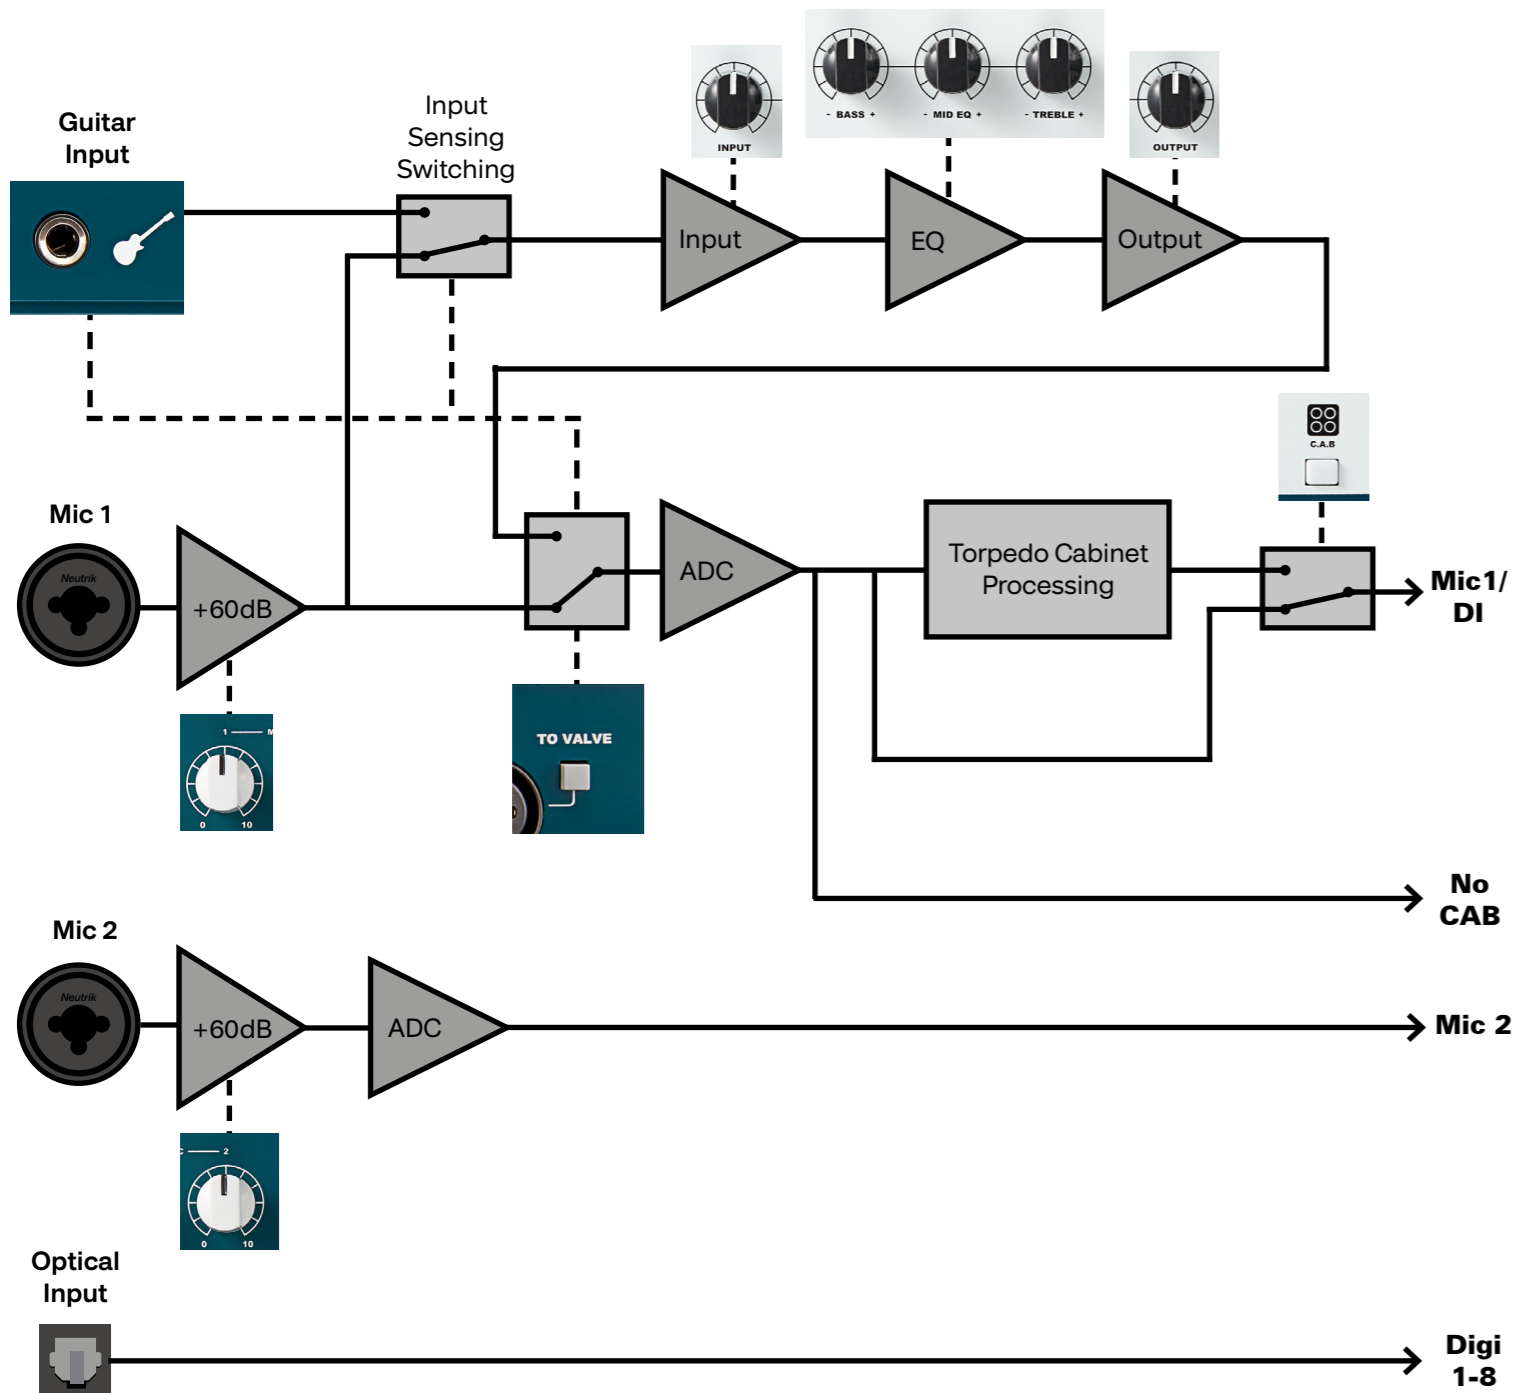 Guitar
Input
Input
Sensing
Switching
INPUT
- BASS +
- MID EQ +
- TREBLE +
OUTPUT
Input
EQ
Output
C.A.B
Mic 1
Neutrik
+60dB
1
M
0
10
TO VALVE
ADC
Torpedo Cabinet
Processing
Mic1/
DI
No
CAB
Mic 2
Neutrik
+60dB
ADC
Mic 2
2
0
10
Optical
Input
Digi
1-8